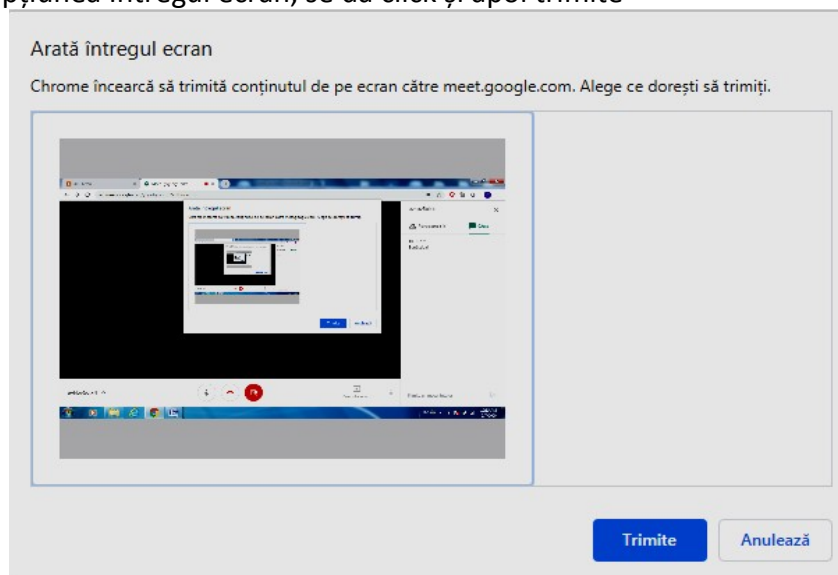 pțiunea întregul ecran, se dă click și apoi trimite
Arată întregul ecran
Chrome încearcă să trimită conținutul de pe ecran către meet.google.com. Alege ce dorești să trimiți.
Trimite
Anulează